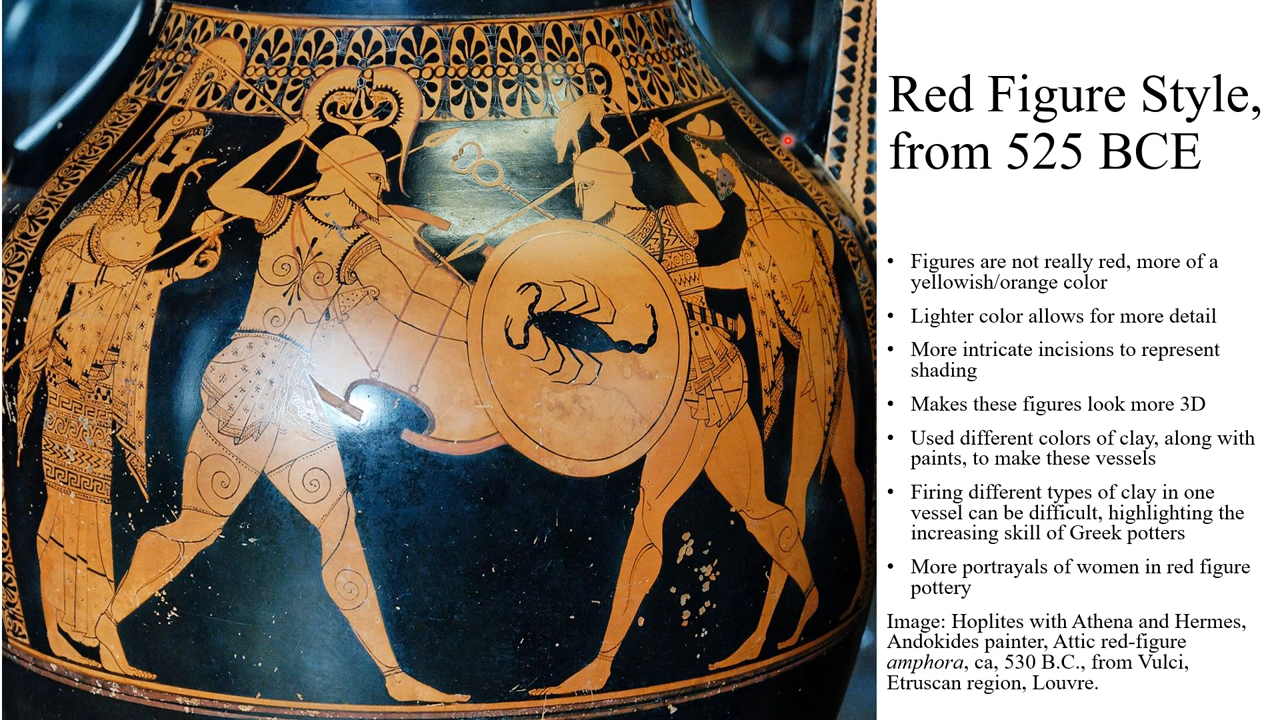 Red Figure Style,
from 525 BCE
• Figures are not really red, more of a
yellowish/orange color
• Lighter color allows for more detail
• More intricate incisions to represent
shading
• Makes these figures look more 3D
• Used different colors of clay, along with
paints, to make these vessels
• Firing different types of clay in one
vessel can be difficult, highlighting the
increasing skill of Greek potters
• More portrayals of women in red figure
pottery
Image: Hoplites with Athena and Hermes,
Andokides painter, Attic red-figure
amphora, ca, 530 B.C., from Vulci,
Etruscan region, Louvre.